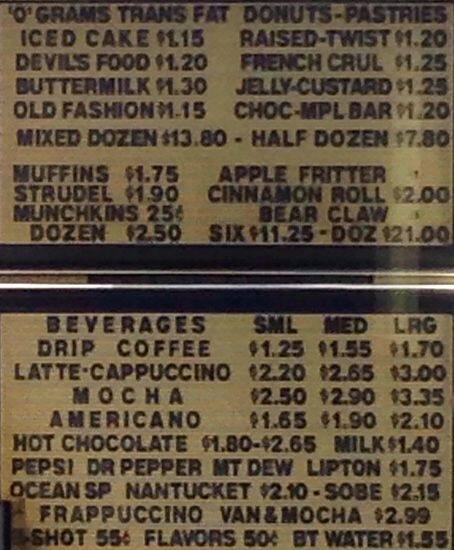 '0' GRAMS TRANS FAT DONUTS-PASTRIES
ICED CAKE $1.15 RAISED-TWIST $1.20
DEVIL'S FOOD $1.20 FRENCH CRUL $1.25
BUTTERMILK $1.30 JELLY-CUSTARD $1.25
OLD FASHION $1.15 CHOC-MPL BAR $1.20
MIXED DOZEN $13.80 - HALF DOZEN $7.80
MUFFINS $1.75 APPLE FRITTER
STRUDEL $1.90 CINNAMON ROLL $2.00
MUNCHKINS 25¢ BEAR CLAW
DOZEN $2.50 SIX $11.25 - DOZ $21.00
BEVERAGES SML MED LRG
DRIP COFFEE $1.25 $1.55 $1.70
LATTE-CAPPUCCINO $2.20 $2.65 $3.00
MOCHA $2.50 $2.90 $3.35
AMERICANO $1.65 $1.90 $2.10
HOT CHOCOLATE $1.80-$2.65 MILK $1.40
PEPSI DR PEPPER MT DEW LIPTON $1.75
OCEAN SP NANTUCKET $2.10 - SOBE $2.15
FRAPPUCCINO VAN&MOCHA $2.99
-SHOT 55¢ FLAVORS 50¢ BT WATER $1.55